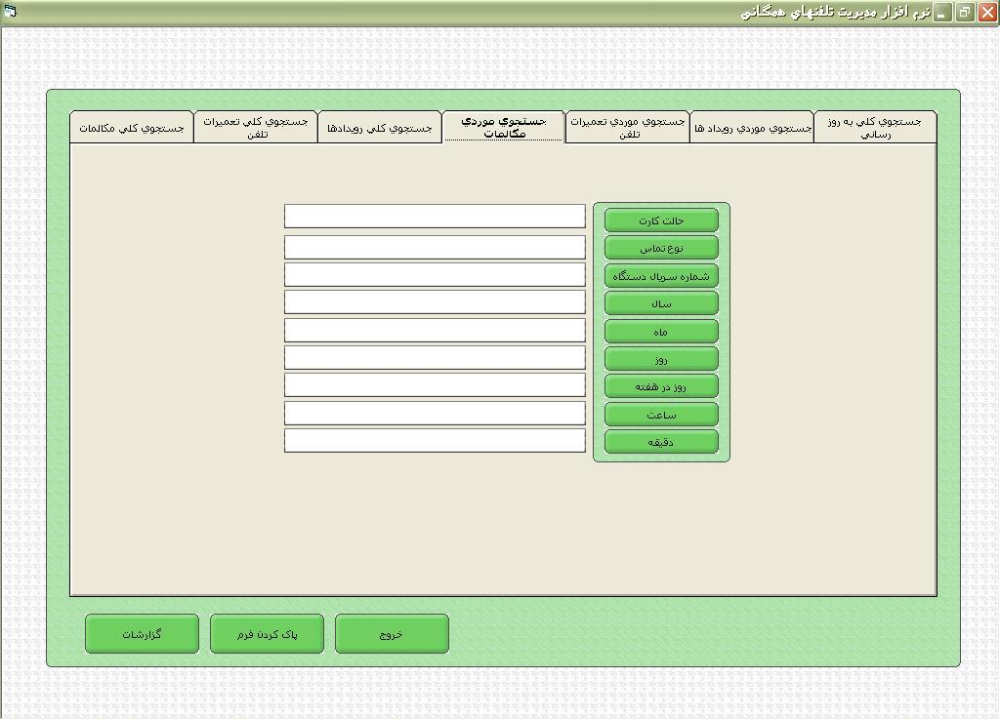 نرم افزار مديريت تلفنهاي همگاني
جستجوي كلي به روز
رساني
جستجوي موردي رويداد ها
جستجوي موردي تعميرات
تلفن
جستجوي موردي
مكالمات
جستجوي كلي رويدادها
جستجوي كلي تعميرات
تلفن
جستجوي كلي مكالمات
حالت كارت
نوع تماس
شماره سريال دستگاه
سال
ماه
روز
روز در هفته
ساعت
دقيقه
خروج
پاك كردن فرم
گزارشات